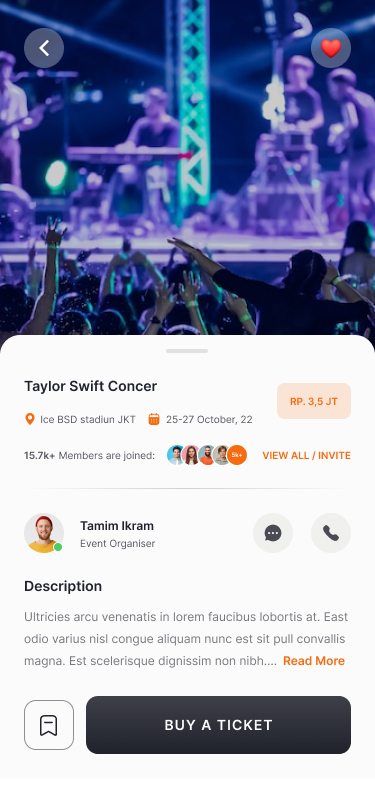 Taylor Swift Concer
RP. 3,5 JT
Ice BSD stadiun JKT 25-27 October, 22
15.7k+ Members are joined: 5k+ VIEW ALL / INVITE
Tamim Ikram
Event Organiser
Description
Ultricies arcu venenatis in lorem faucibus lobortis at. East
odio varius nisl congue aliquam nunc est sit pull convallis
magna. Est scelerisque dignissim non nibh.... Read More
BUY A TICKET